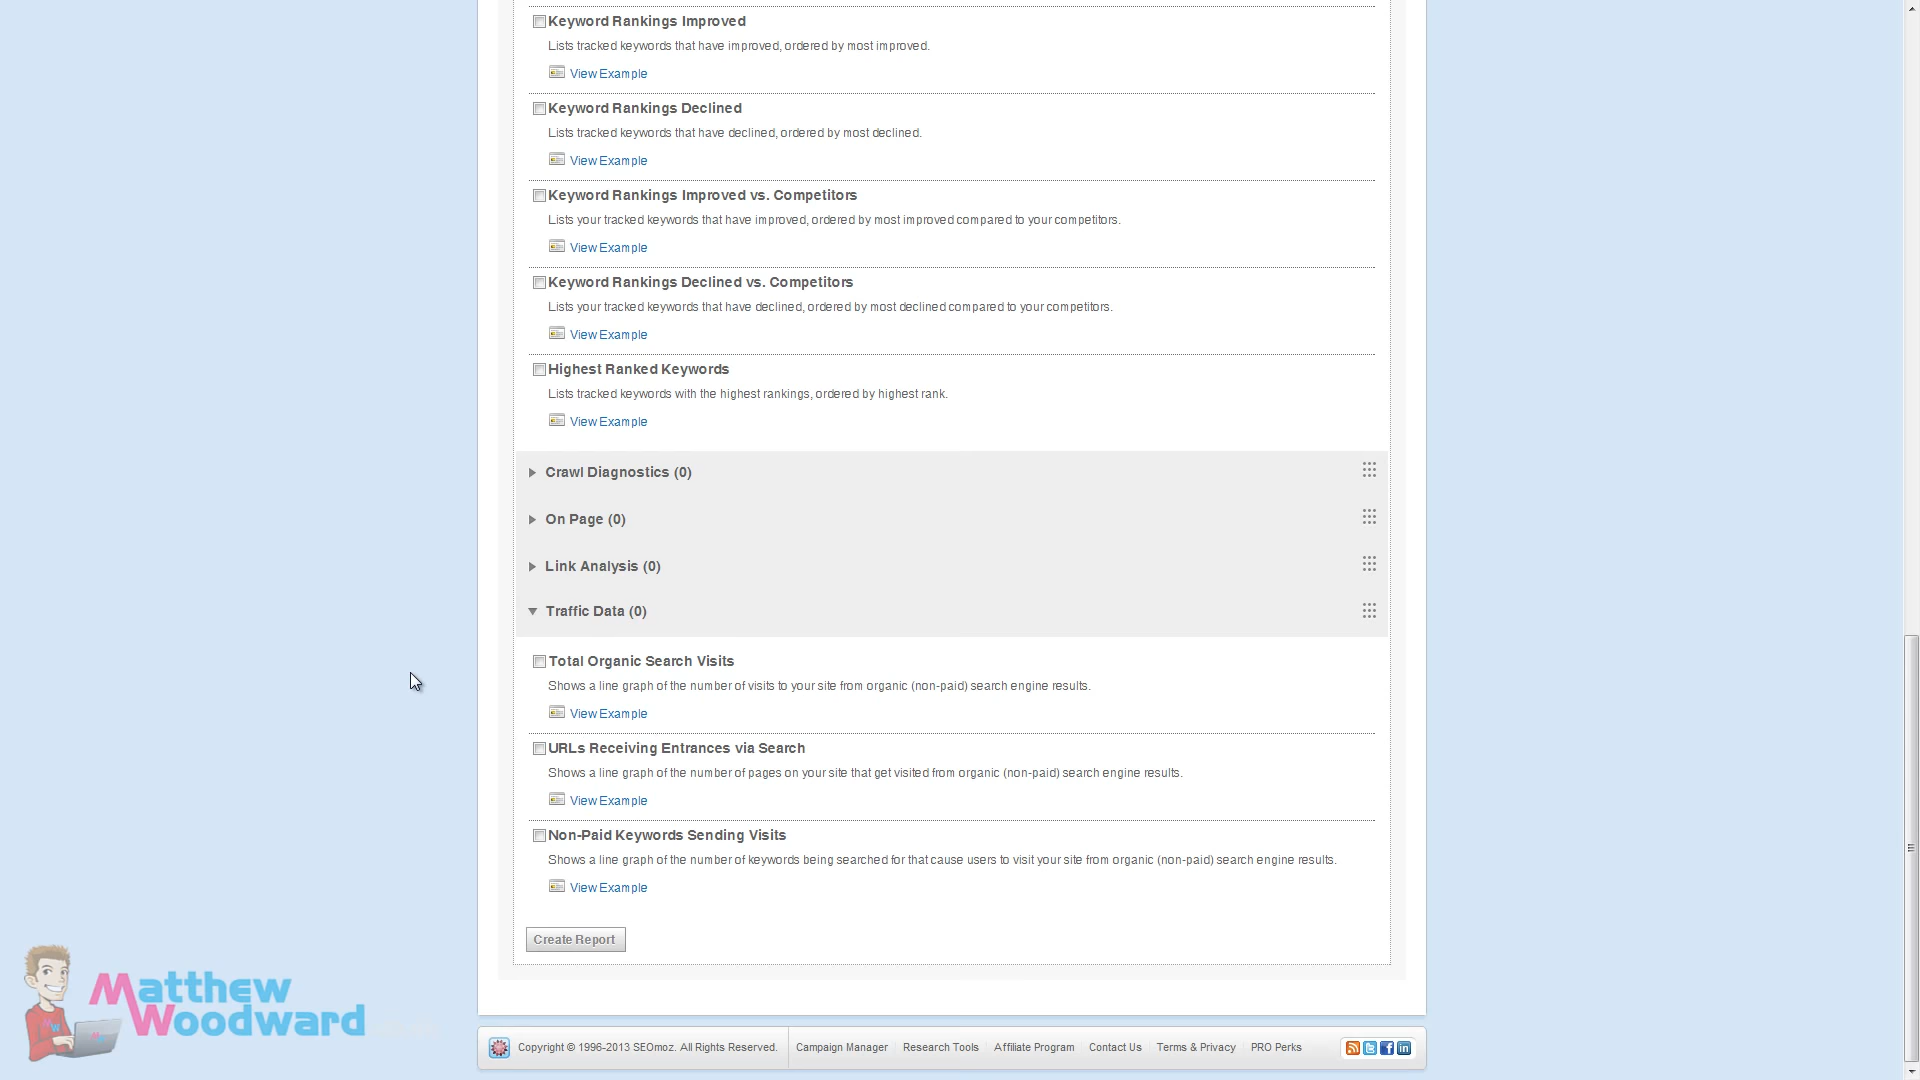 Keyword Rankings Improved
Lists tracked keywords that have improved, ordered by most improved.
View Example
Keyword Rankings Declined
Lists tracked keywords that have declined, ordered by most declined.
View Example
Keyword Rankings Improved vs. Competitors
Lists your tracked keywords that have improved, ordered by most improved compared to your competitors.
View Example
Keyword Rankings Declined vs. Competitors
Lists your tracked keywords that have declined, ordered by most declined compared to your competitors.
View Example
Highest Ranked Keywords
Lists tracked keywords with the highest rankings, ordered by highest rank.
View Example
Crawl Diagnostics (0)
On Page (0)
Link Analysis (0)
Traffic Data (0)
Total Organic Search Visits
Shows a line graph of the number of visits to your site from organic (non-paid) search engine results.
View Example
URLs Receiving Entrances via Search
Shows a line graph of the number of pages on your site that get visited from organic (non-paid) search engine results.
View Example
Non-Paid Keywords Sending Visits
Shows a line graph of the number of keywords being searched for that cause users to visit your site from organic (non-paid) search engine results.
View Example
Create Report
Matthew
Woodward
Copyright © 1996-2013 SEOmoz. All Rights Reserved. Campaign Manager Research Tools Affiliate Program Contact Us Terms & Privacy PRO Perks